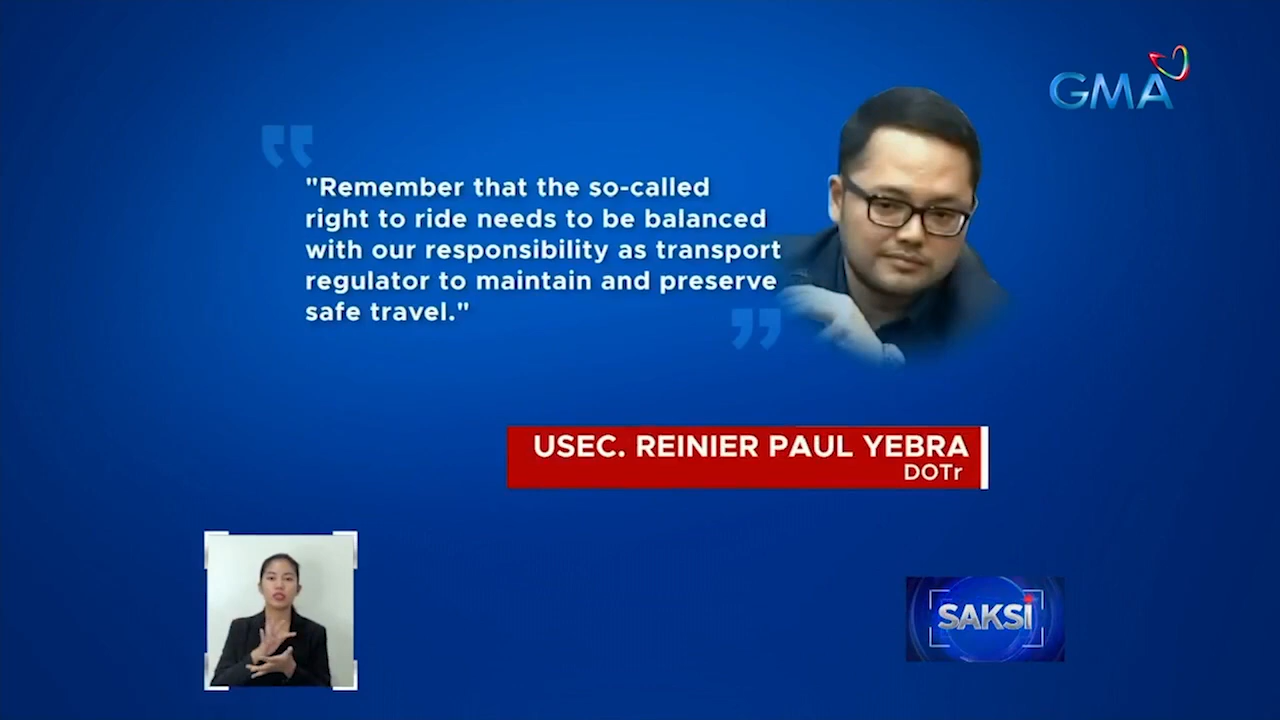 GMA
"Remember that the so-called
right to ride needs to be balanced
with our responsibility as transport
regulator to maintain and preserve
safe travel."
USEC. REINIER PAUL YEBRA
DOTr
SAKSI